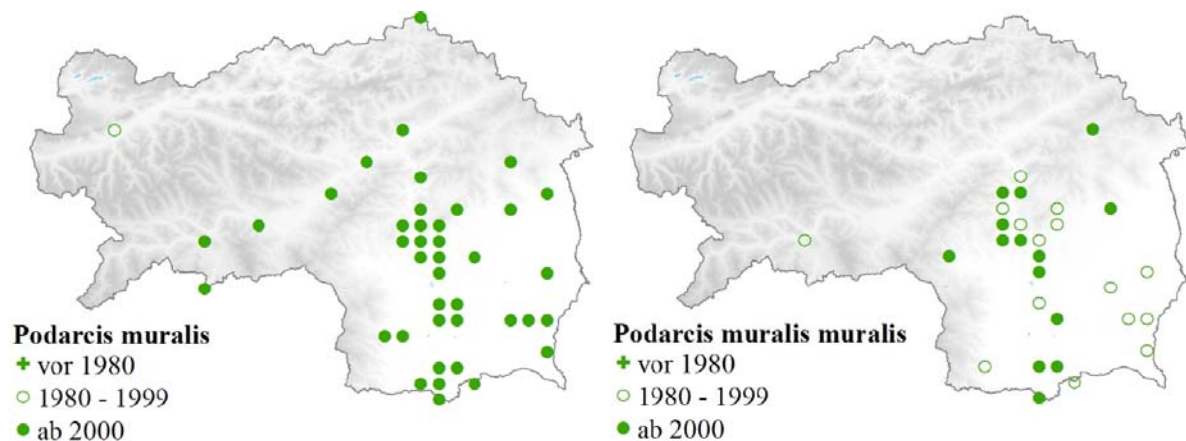 Podarcis muralis
vor 1980
1980 - 1999
ab 2000
Podarcis muralis muralis
vor 1980
1980 - 1999
ab 2000